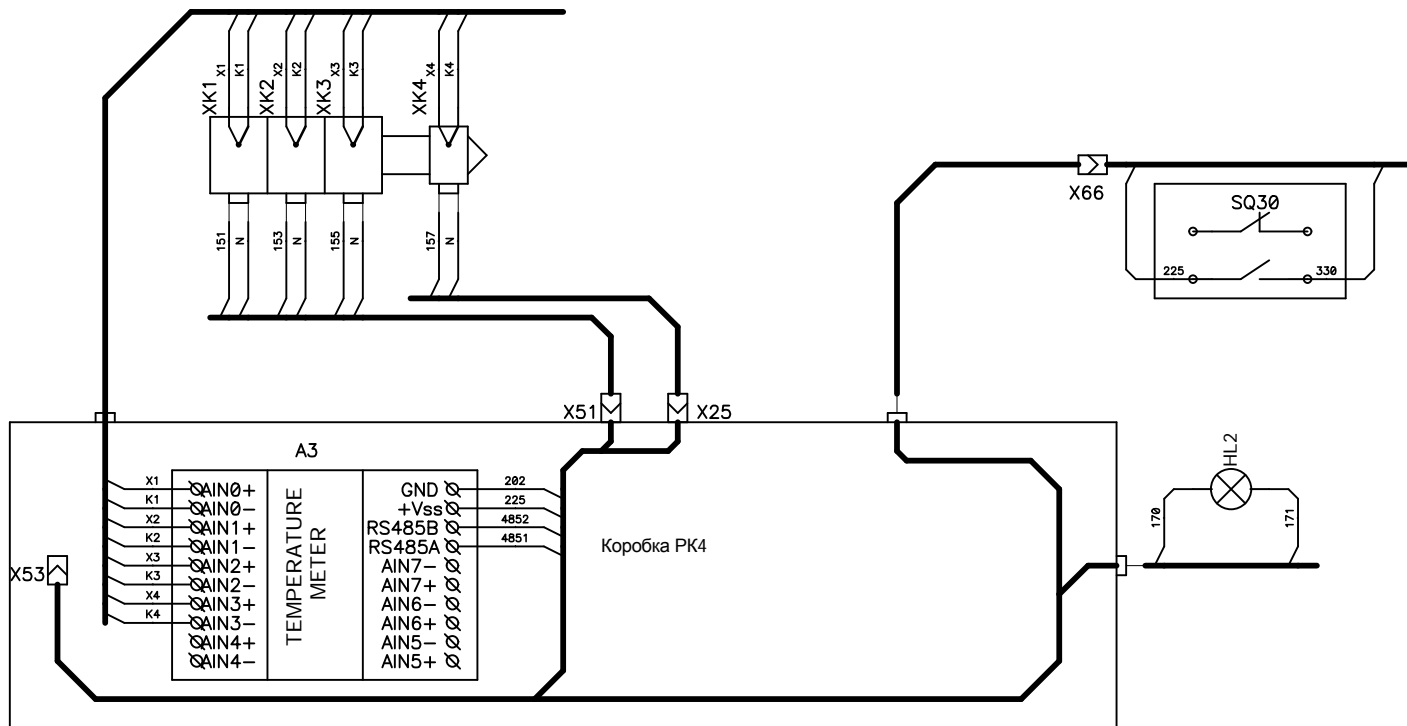 XK1
X1
K1
XK2
X2
K2
XK3
X3
K3
XK4
X4
K4
151
N
153
N
155
N
157
N
X66
SQ30
225
330
X51
X25
HL2
170
171
A3
X53
Коробка РК4
TEMPERATURE
METER
X1 AIN0+
K1 AIN0-
X2 AIN1+
K2 AIN1-
X3 AIN2+
K3 AIN2-
X4 AIN3+
K4 AIN3-
AIN4+
AIN4-
GND 202
+Vss 225
RS485B 4852
RS485A 4851
AIN7-
AIN7+
AIN6-
AIN6+
AIN5-
AIN5+